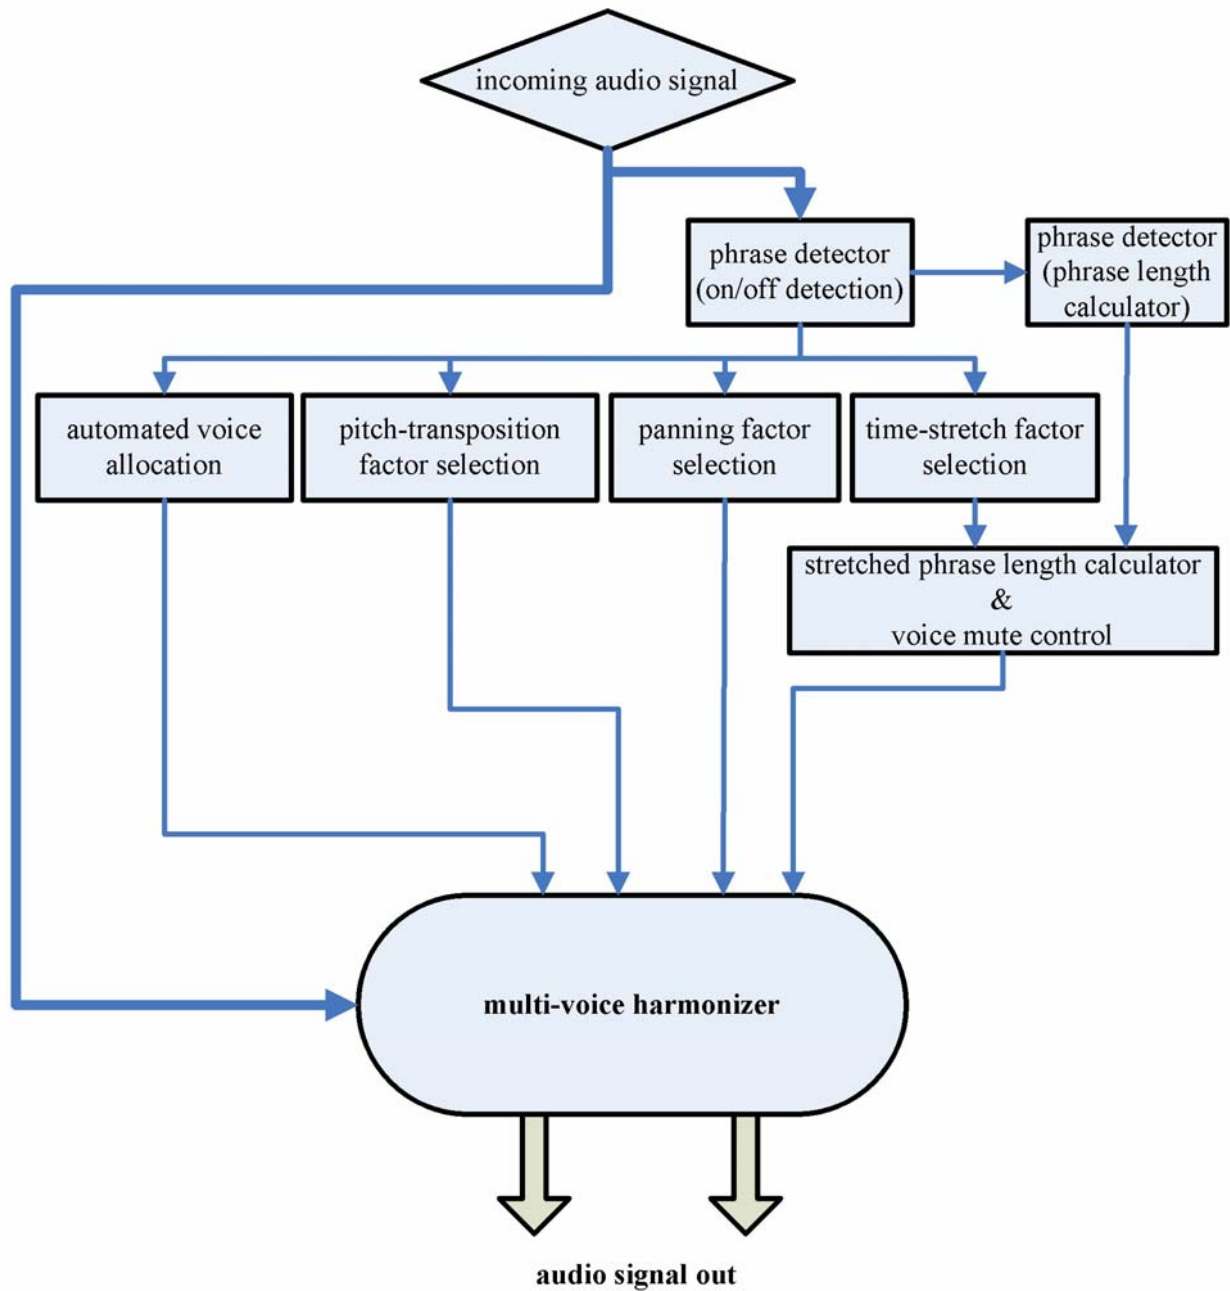 incoming audio signal
phrase detector
(on/off detection)
phrase detector
(phrase length
calculator)
automated voice
allocation
pitch-transposition
factor selection
panning factor
selection
time-stretch factor
selection
stretched phrase length calculator
&
voice mute control
multi-voice harmonizer
audio signal out